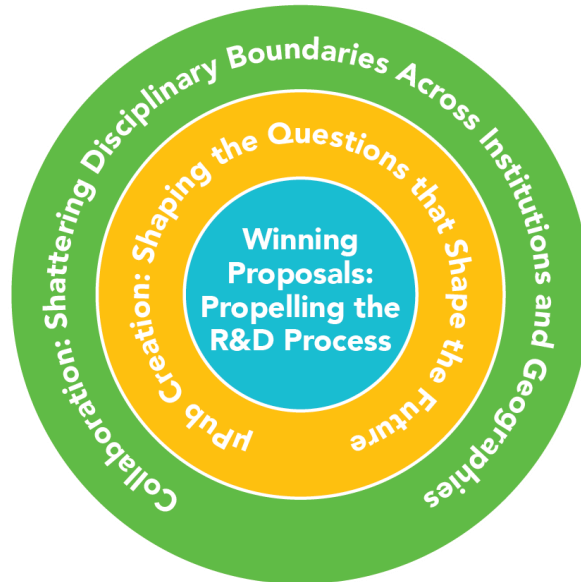 Collaboration: Shattering Disciplinary Boundaries Across Institutions and Geographies
µPub Creation: Shaping the Questions that Shape the Future
Winning
Proposals:
Propelling the
R&D Process